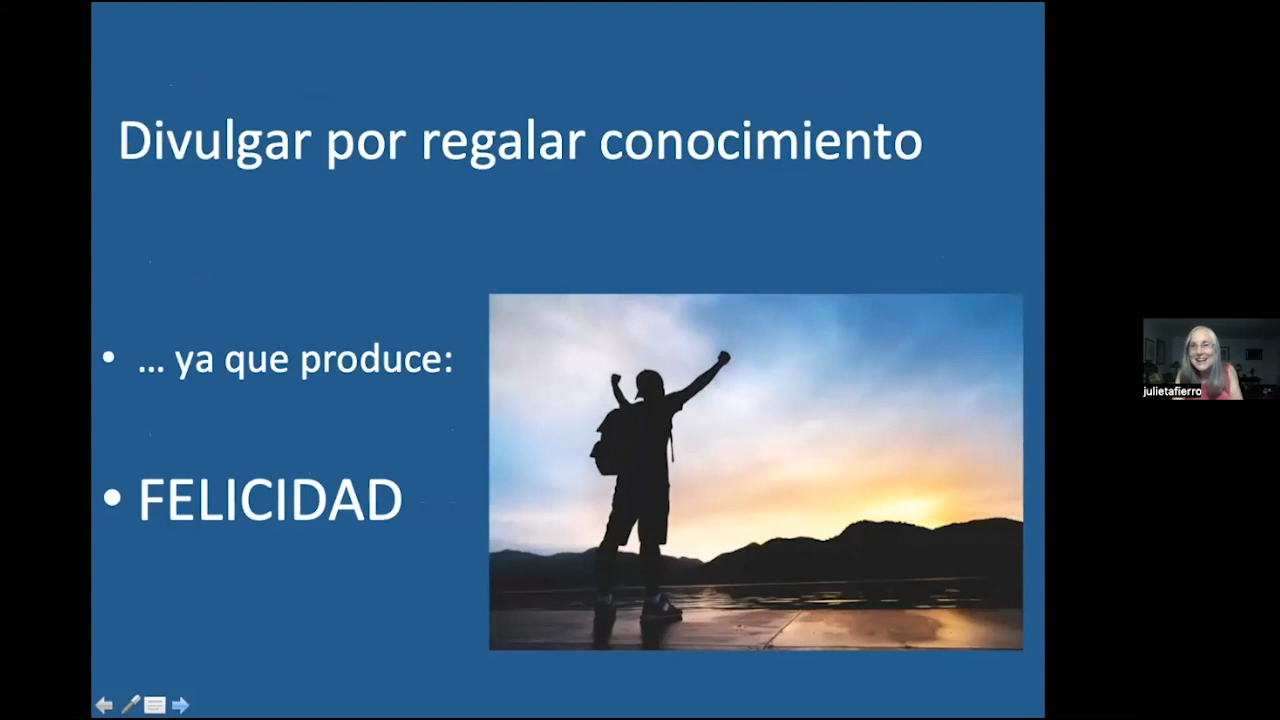 Divulgar por regalar conocimiento
• … ya que produce:
• FELICIDAD
julietafierro